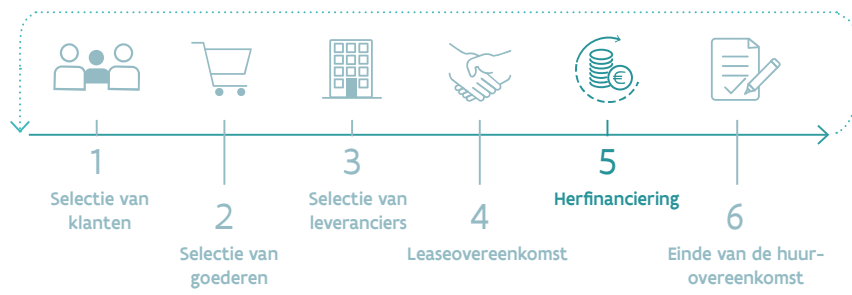 €
1
Selectie van
klanten
2
Selectie van
goederen
3
Selectie van
leveranciers
4
Leaseovereenkomst
5
Herfinanciering
6
Einde van de huur-
overeenkomst